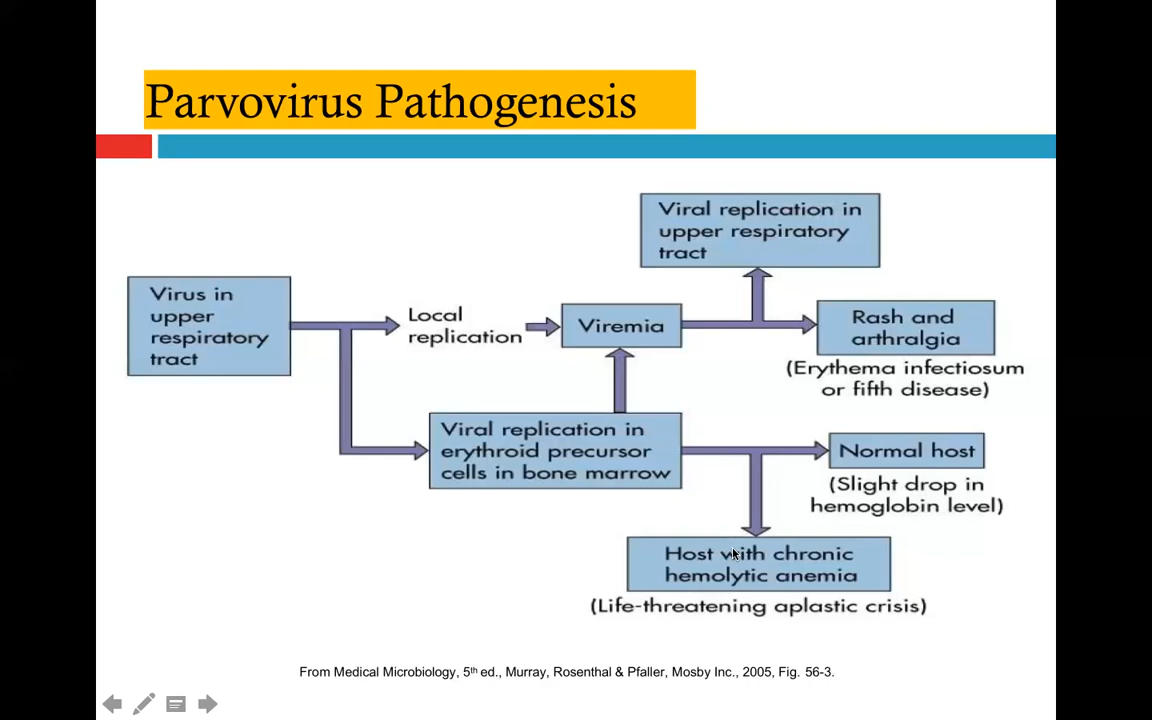 Parvovirus Pathogenesis
Viral replication in
upper respiratory
tract
Virus in
upper
respiratory
tract
Local
replication
Viremia
Rash and
arthralgia
(Erythema infectiosum
or fifth disease)
Viral replication in
erythroid precursor
cells in bone marrow
Normal host
(Slight drop in
hemoglobin level)
Host with chronic
hemolytic anemia
(Life-threatening aplastic crisis)
From Medical Microbiology, 5th ed., Murray, Rosenthal & Pfaller, Mosby Inc., 2005, Fig. 56-3.